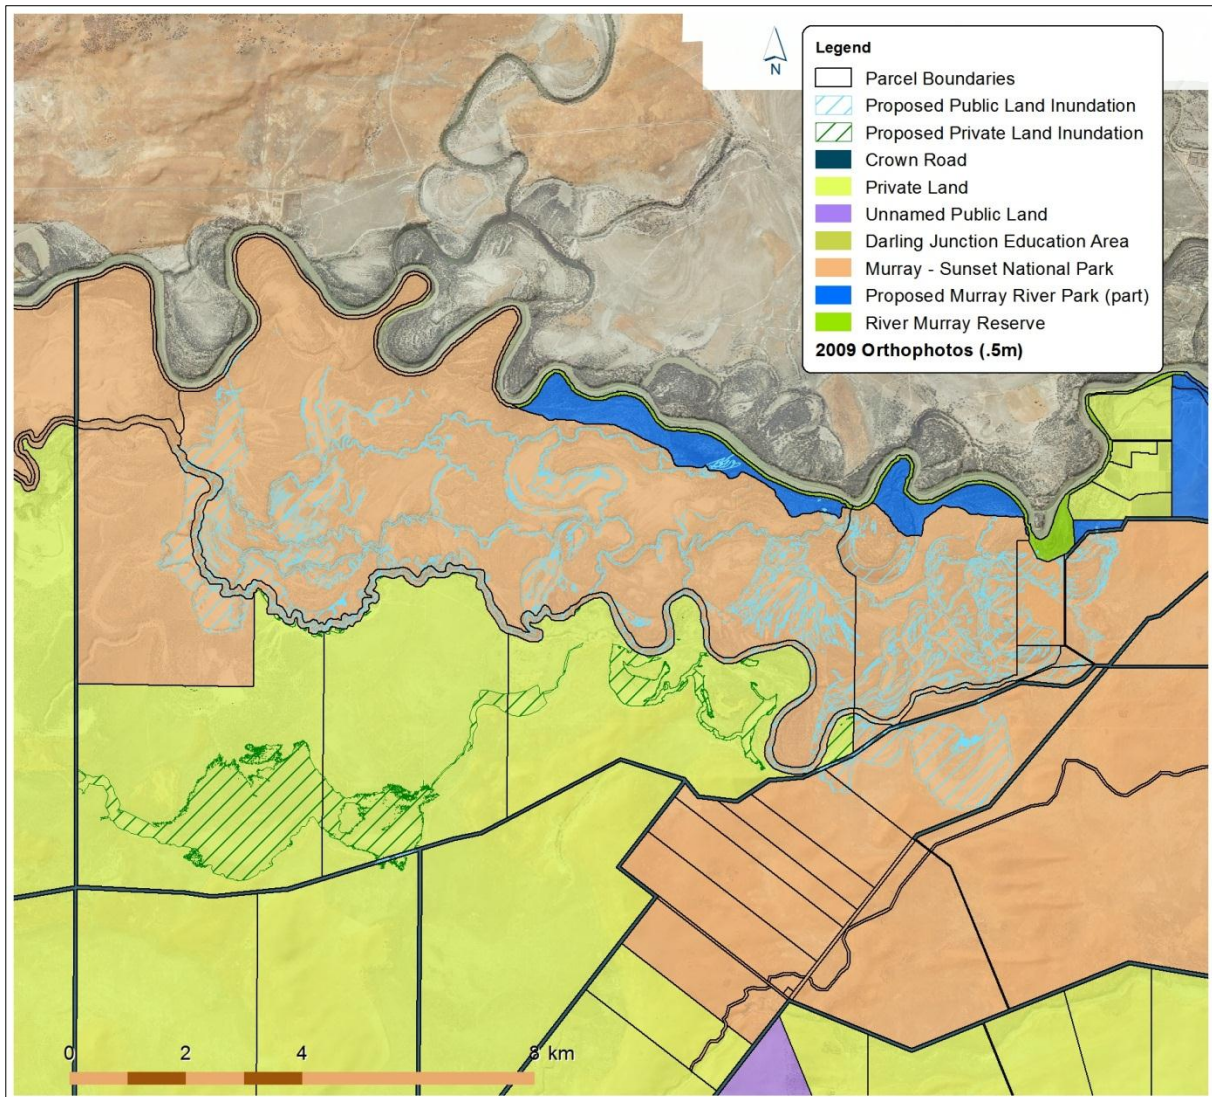 N
Legend
Parcel Boundaries
Proposed Public Land Inundation
Proposed Private Land Inundation
Crown Road
Private Land
Unnamed Public Land
Darling Junction Education Area
Murray - Sunset National Park
Proposed Murray River Park (part)
River Murray Reserve
2009 Orthophotos (.5m)
0 2 4 8 km